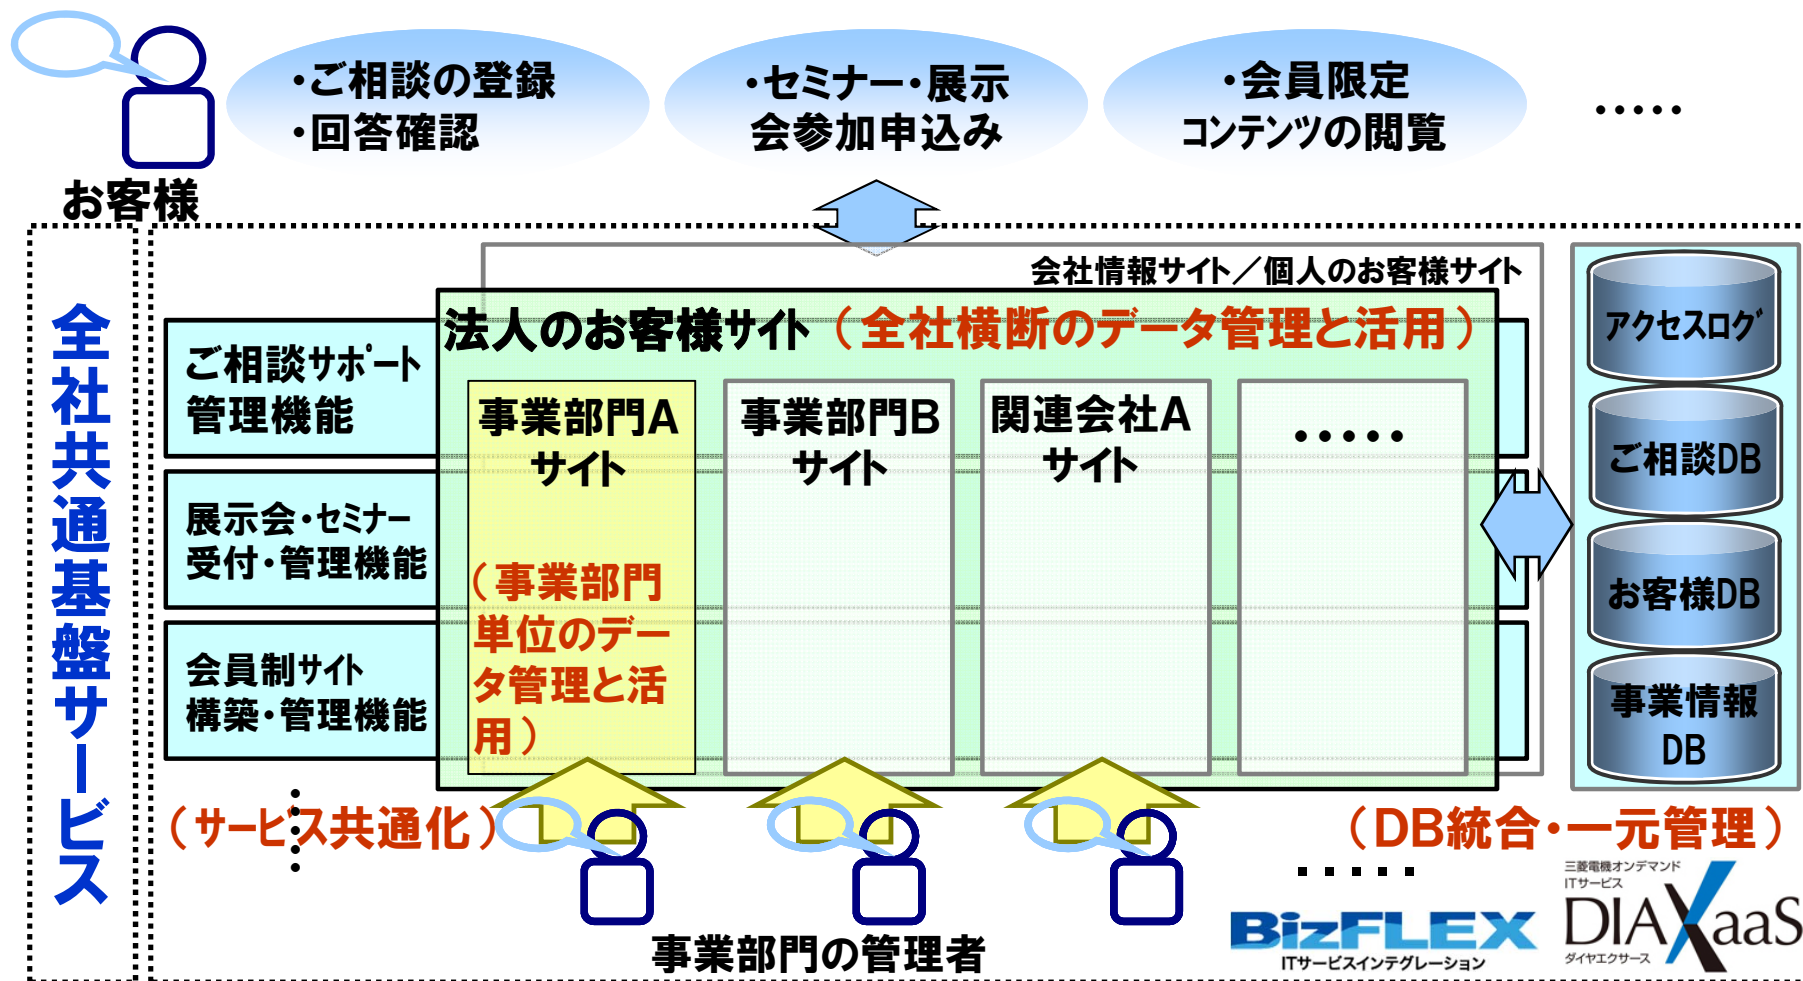 ・ご相談の登録
・回答確認
・セミナー・展示
会参加申込み
・会員限定
コンテンツの閲覧
・・・・・
お客様
全社共通基盤サービス
会社情報サイト／個人のお客様サイト
法人のお客様サイト（全社横断のデータ管理と活用）
ご相談サポート
管理機能
展示会・セミナー
受付・管理機能
会員制サイト
構築・管理機能
事業部門A
サイト
（事業部門
単位のデー
タ管理と活
用）
事業部門B
サイト
関連会社A
サイト
・・・・・
アクセスログ
ご相談DB
お客様DB
事業情報
DB
（サービス共通化）
（DB統合・一元管理）
・・・・・
事業部門の管理者
BizFLEX
ITサービスインテグレーション
三菱電機オンデマンド
ITサービス
DIAXaaS
ダイヤエクサース